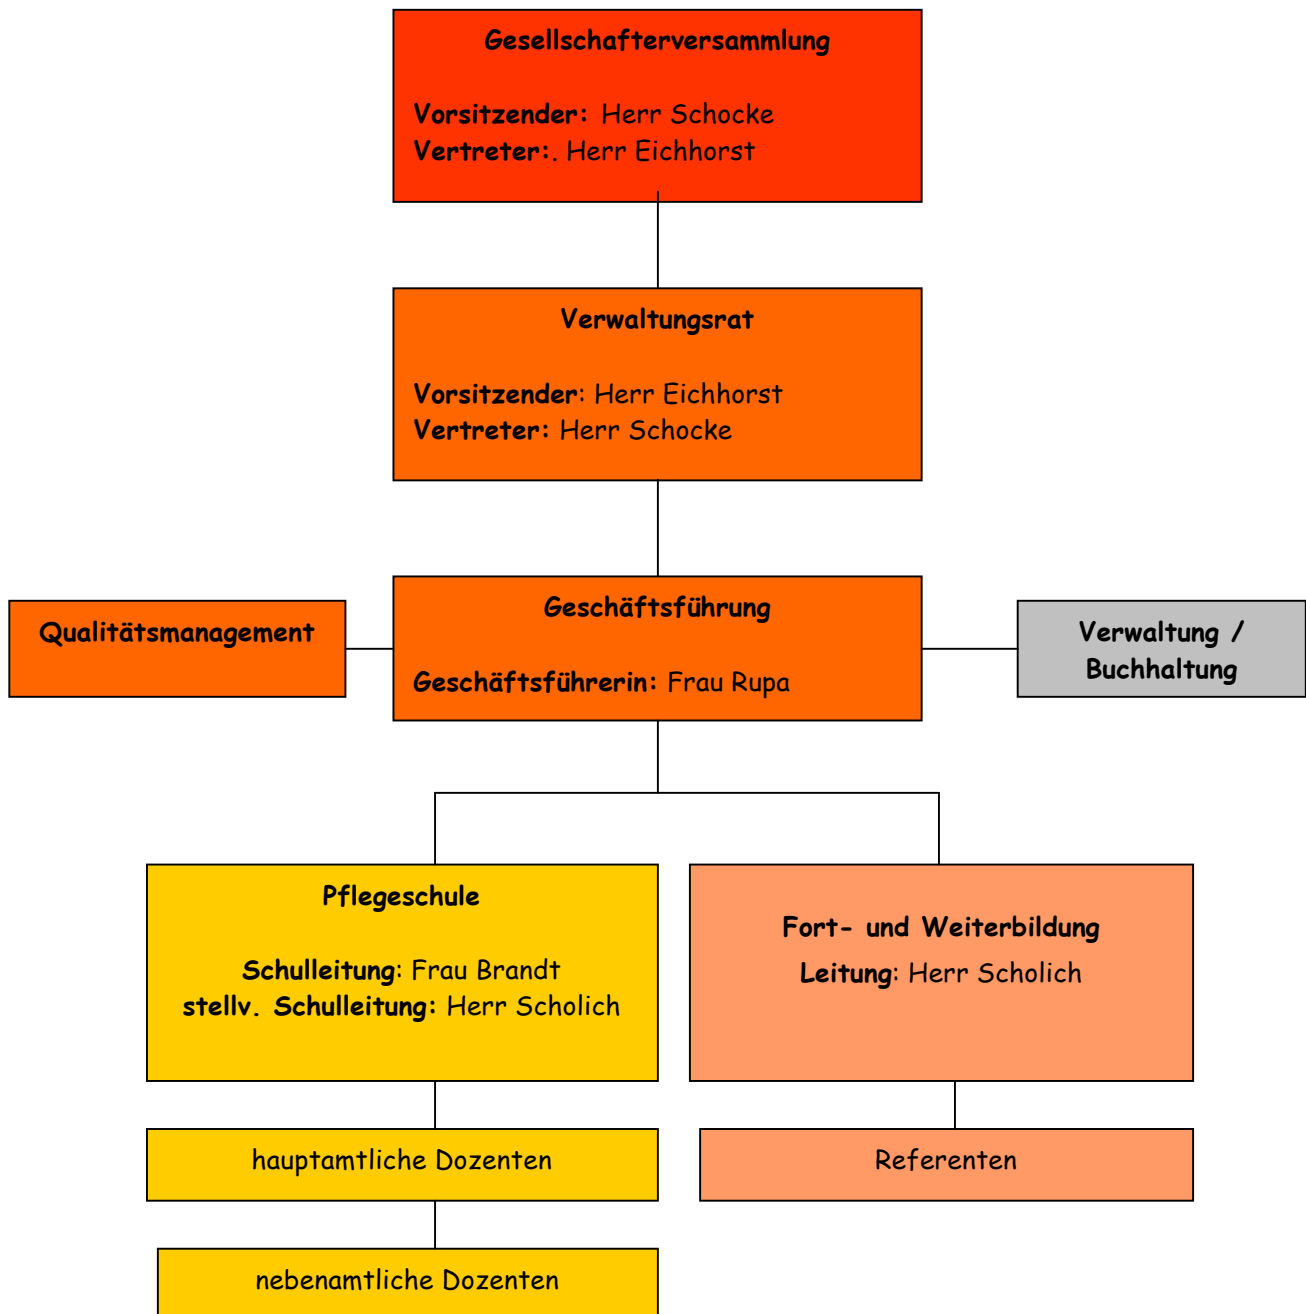 Gesellschafterversammlung
Vorsitzender: Herr Schocke
Vertreter:. Herr Eichhorst
Verwaltungsrat
Vorsitzender: Herr Eichhorst
Vertreter: Herr Schocke
Qualitätsmanagement
Geschäftsführung
Geschäftsführerin: Frau Rupa
Verwaltung /
Buchhaltung
Pflegeschule
Schulleitung: Frau Brandt
stellv. Schulleitung: Herr Scholich
Fort- und Weiterbildung
Leitung: Herr Scholich
hauptamtliche Dozenten
Referenten
nebenamtliche Dozenten